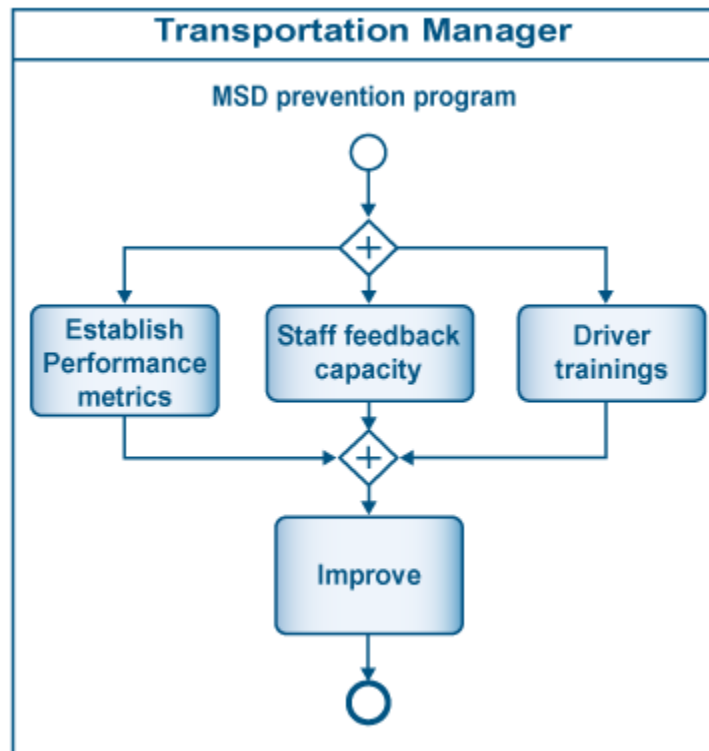 Transportation Manager
MSD prevention program
Establish
Performance
metrics
Staff feedback
capacity
Driver
trainings
Improve